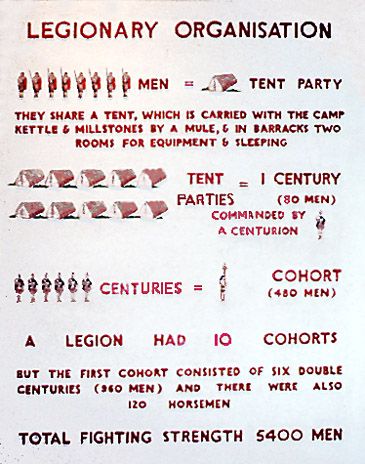 LEGIONARY ORGANISATION
MEN = TENT PARTY
THEY SHARE A TENT, WHICH IS CARRIED WITH THE CAMP
KETTLE & MILLSTONES BY A MULE, & IN BARRACKS TWO
ROOMS FOR EQUIPMENT & SLEEPING
TENT = 1 CENTURY
PARTIES (80 MEN)
COMMANDED BY
A CENTURION
CENTURIES = COHORT
(480 MEN)
A LEGION HAD 10 COHORTS
BUT THE FIRST COHORT CONSISTED OF SIX DOUBLE
CENTURIES (960 MEN) AND THERE WERE ALSO
120 HORSEMEN
TOTAL FIGHTING STRENGTH 5400 MEN